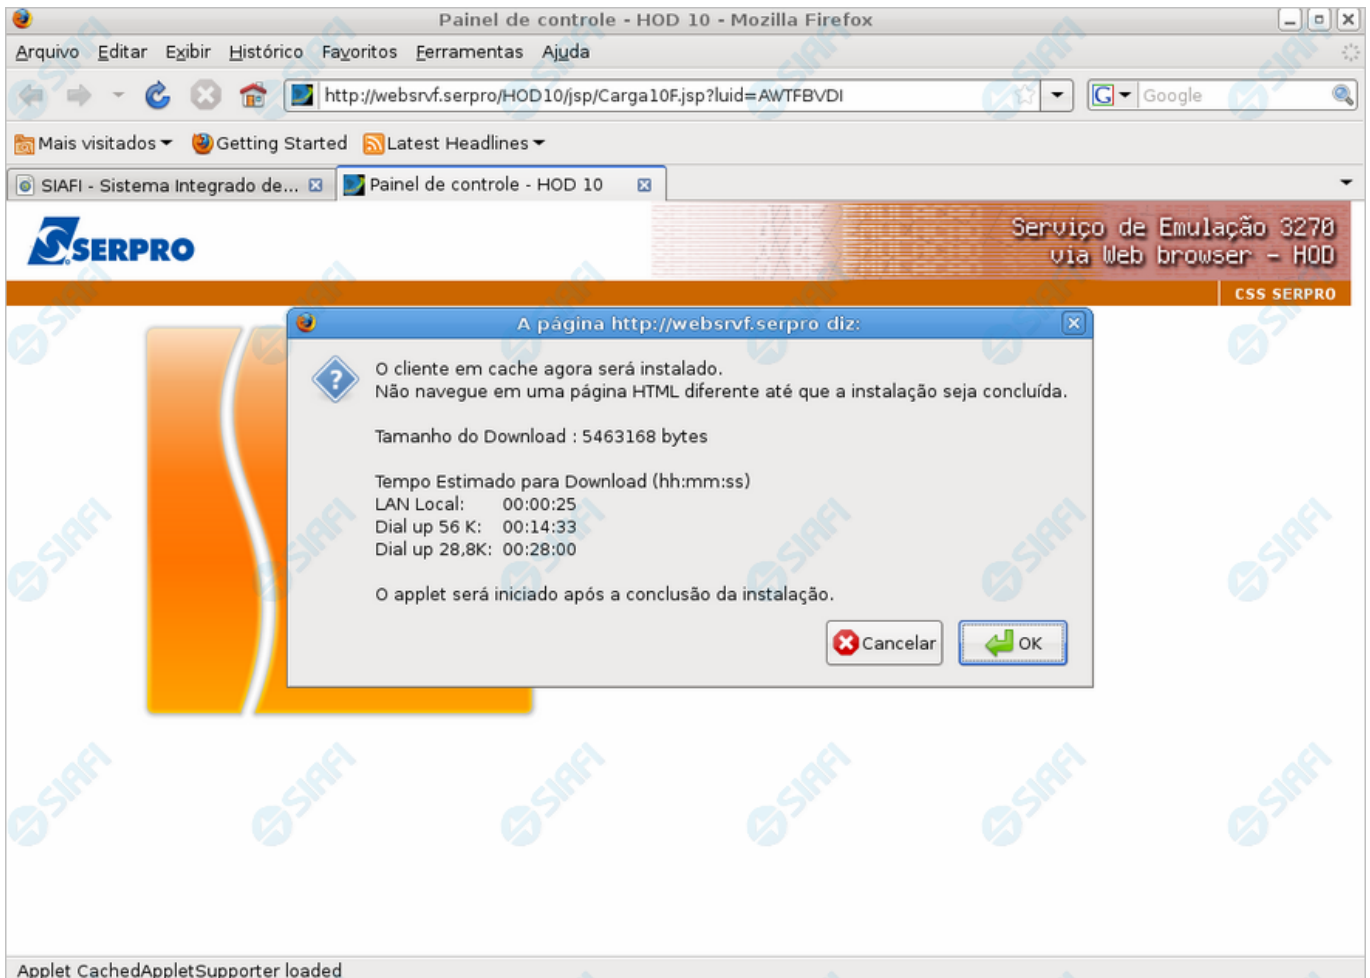 Painel de controle - HOD 10 - Mozilla Firefox
Arquivo Editar Exibir Histórico Favoritos Ferramentas Ajuda
http://websrvf.serpro/HOD10/jsp/Carga10F.jsp?luid=AWTFBVDI
G Google
Mais visitados Getting Started Latest Headlines
SIAFI - Sistema Integrado de... Painel de controle - HOD 10
SERPRO
Serviço de Emulação 3270
via Web browser - HOD
CSS SERPRO
A página http://websrvf.serpro diz:
O cliente em cache agora será instalado.
Não navegue em uma página HTML diferente até que a instalação seja concluída.
Tamanho do Download : 5463168 bytes
Tempo Estimado para Download (hh:mm:ss)
LAN Local: 00:00:25
Dial up 56 K: 00:14:33
Dial up 28,8K: 00:28:00
O applet será iniciado após a conclusão da instalação.
Cancelar OK
SIAFI SIAFI SIAFI SIAFI SIAFI SIAFI
Applet CachedAppletSupporter loaded